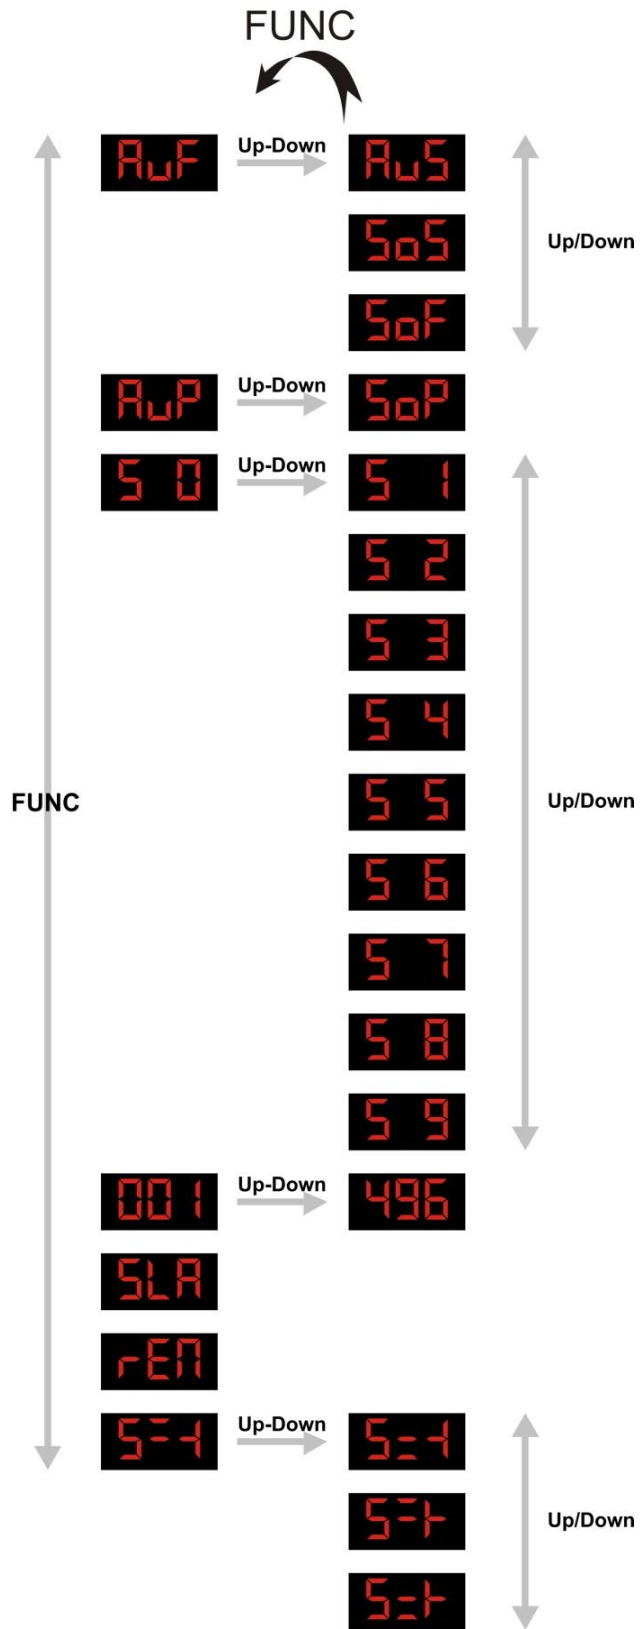 FUNC
AuF Up-Down AuS
SoS Up/Down
SoF
AuP Up-Down SoP
S 0 Up-Down S 1
S 2
S 3
S 4
FUNC S 5 Up/Down
S 6
S 7
S 8
S 9
001 Up-Down 496
SLA
rEM
Up-Down
Up/Down